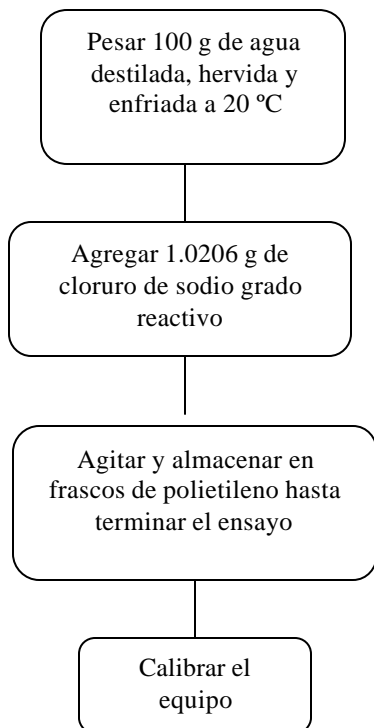 Pesar 100 g de agua
destilada, hervida y
enfriada a 20 ºC
Agregar 1.0206 g de
cloruro de sodio grado
reactivo
Agitar y almacenar en
frascos de polietileno hasta
terminar el ensayo
Calibrar el
equipo